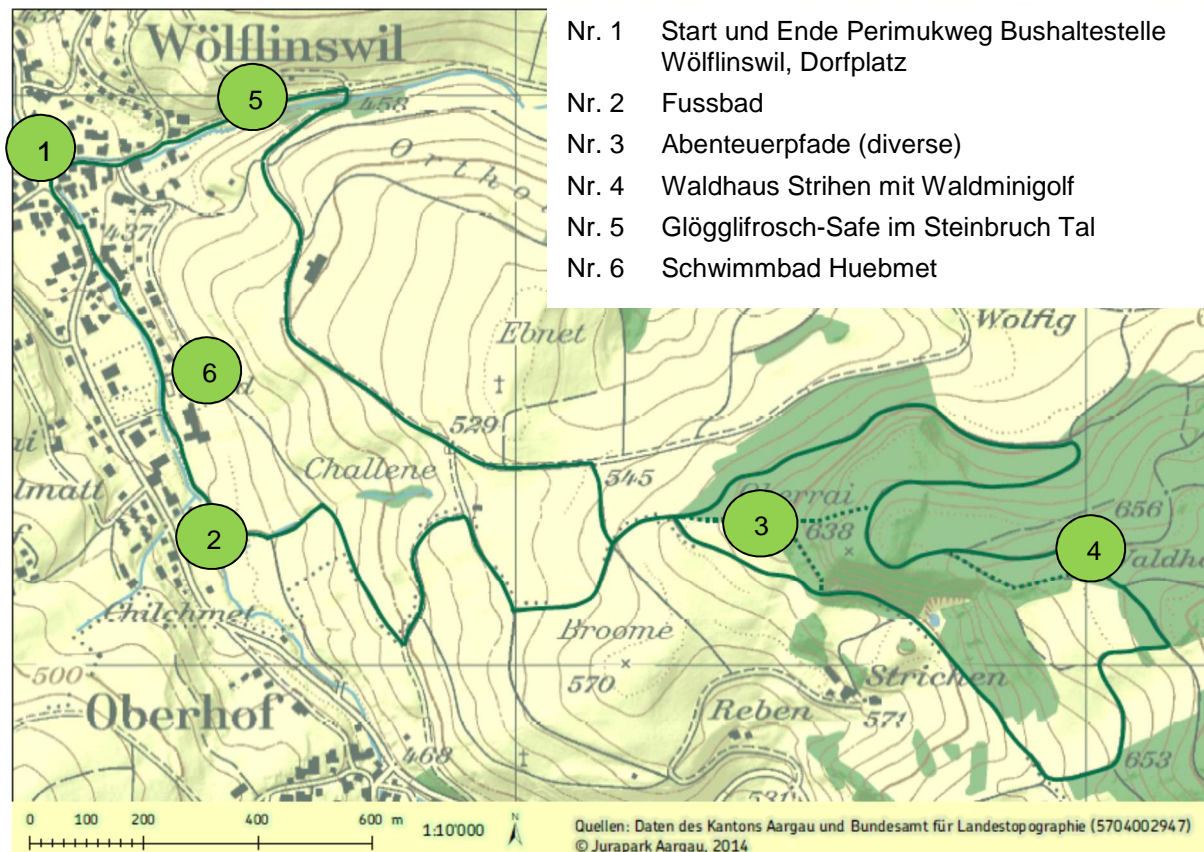 Nr. 1 Start und Ende Perimukweg Bushaltestelle
Wölflinswil, Dorfplatz
Nr. 2 Fussbad
Nr. 3 Abenteuerpfade (diverse)
Nr. 4 Waldhaus Strihen mit Waldminigolf
Nr. 5 Glögglifrosch-Safe im Steinbruch Tal
Nr. 6 Schwimmbad Huebmet
432
Wölflinswil
5
458
1
437
Ebnet
Wolfig
6
529
Challene
545
lmatt
Oberrai
656
2
3
638
4
Chilchmet
Broome
500
570
Strichen
Oberhof
Reben
571
468
653
531
0 100 200 400 600 m
1:10'000
N
Quellen: Daten des Kantons Aargau und Bundesamt für Landestopographie (5704002947)
© Jurapark Aargau, 2014